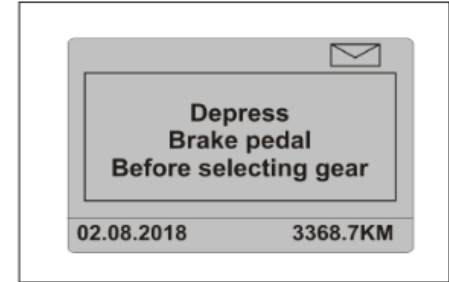 Depress
Brake pedal
Before selecting gear
02.08.2018 3368.7KM